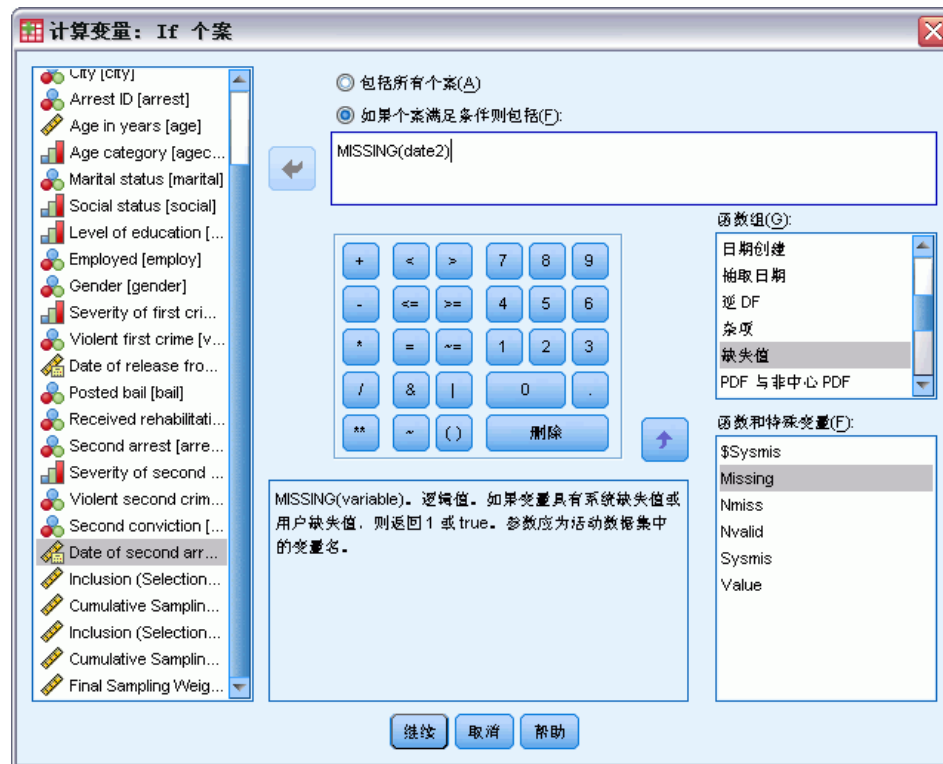 计算变量: If 个案
City [city]
Arrest ID [arrest]
Age in years [age]
Age category [agec...
Marital status [marital]
Social status [social]
Level of education [...
Employed [employ]
Gender [gender]
Severity of first cri...
Violent first crime [v...
Date of release fro...
Posted bail [bail]
Received rehabilitati...
Second arrest [arre...
Severity of second ...
Violent second crim...
Second conviction [...
Date of second arr...
Inclusion (Selection...
Cumulative Samplin...
Inclusion (Selection...
Cumulative Samplin...
Final Sampling Weig...
包括所有个案(A)
如果个案满足条件则包括(F):
MISSING(date2)
+ < > 7 8 9
- <= >= 4 5 6
* = ~= 1 2 3
/ & | 0 .
** ~ ( ) 删除
函数组(G):
日期创建
抽取日期
逆 DF
杂项
缺失值
PDF 与非中心 PDF
函数和特殊变量(F):
$Sysmis
Missing
Nmiss
Nvalid
Sysmis
Value
MISSING(variable)。逻辑值。如果变量具有系统缺失值或
用户缺失值，则返回 1 或 true。参数应为活动数据集中
的变量名。
继续 取消 帮助